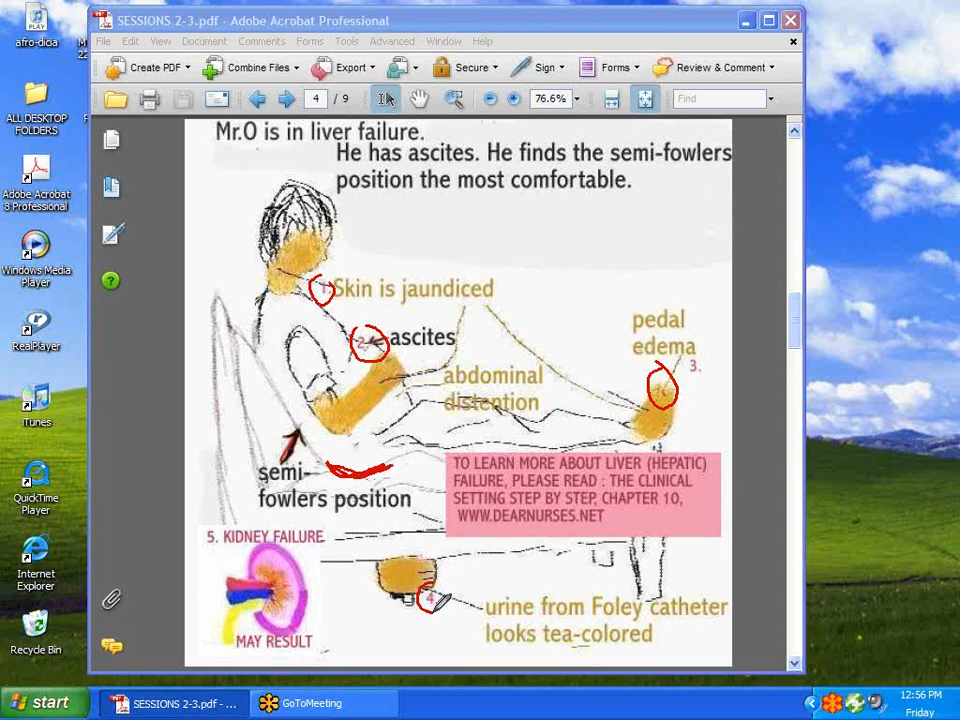 afro-dicia
ALL DESKTOP
FOLDERS
Adobe Acrobat
8 Professional
Windows Media
Player
RealPlayer
iTunes
QuickTime
Player
Internet
Explorer
Recycle Bin
SESSIONS 2-3.pdf - Adobe Acrobat Professional
File Edit View Document Comments Forms Tools Advanced Window Help
Create PDF Combine Files Export Secure Sign Forms Review & Comment
4 / 9 76.6% Find
Mr.O is in liver failure.
He has ascites. He finds the semi-fowlers
position the most comfortable.
1. Skin is jaundiced
2. ascites
pedal
edema
3.
abdominal
distention
semi-
fowlers position
TO LEARN MORE ABOUT LIVER (HEPATIC)
FAILURE, PLEASE READ : THE CLINICAL
SETTING STEP BY STEP, CHAPTER 10,
WWW.DEARNURSES.NET
5. KIDNEY FAILURE
MAY RESULT
4.
urine from Foley catheter
looks tea-colored
start
SESSIONS 2-3.pdf - ...
GoToMeeting
12:56 PM
Friday